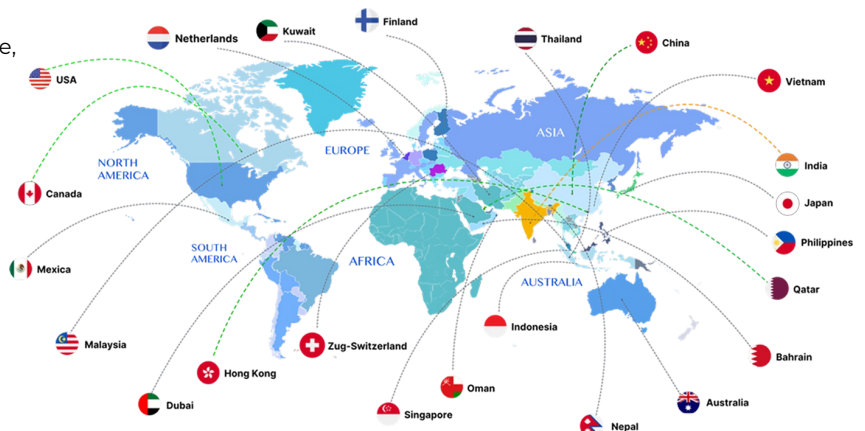 e,
USA
Netherlands
Kuwait
Finland
Thailand
China
Vietnam
ASIA
EUROPE
NORTH
AMERICA
India
Canada
Japan
Philippines
SOUTH
AMERICA
AFRICA
Mexica
AUSTRALIA
Qatar
Indonesia
Malaysia
Zug-Switzerland
Bahrain
Hong Kong
Oman
Dubai
Singapore
Australia
Nepal